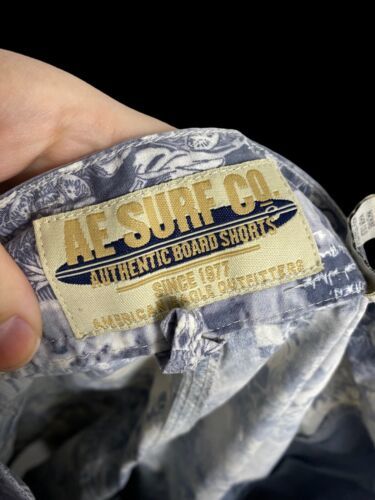 AE SURF CO.
AUTHENTIC BOARD SHORTS
SINCE 1977
AMERICAN EAGLE OUTFITTERS